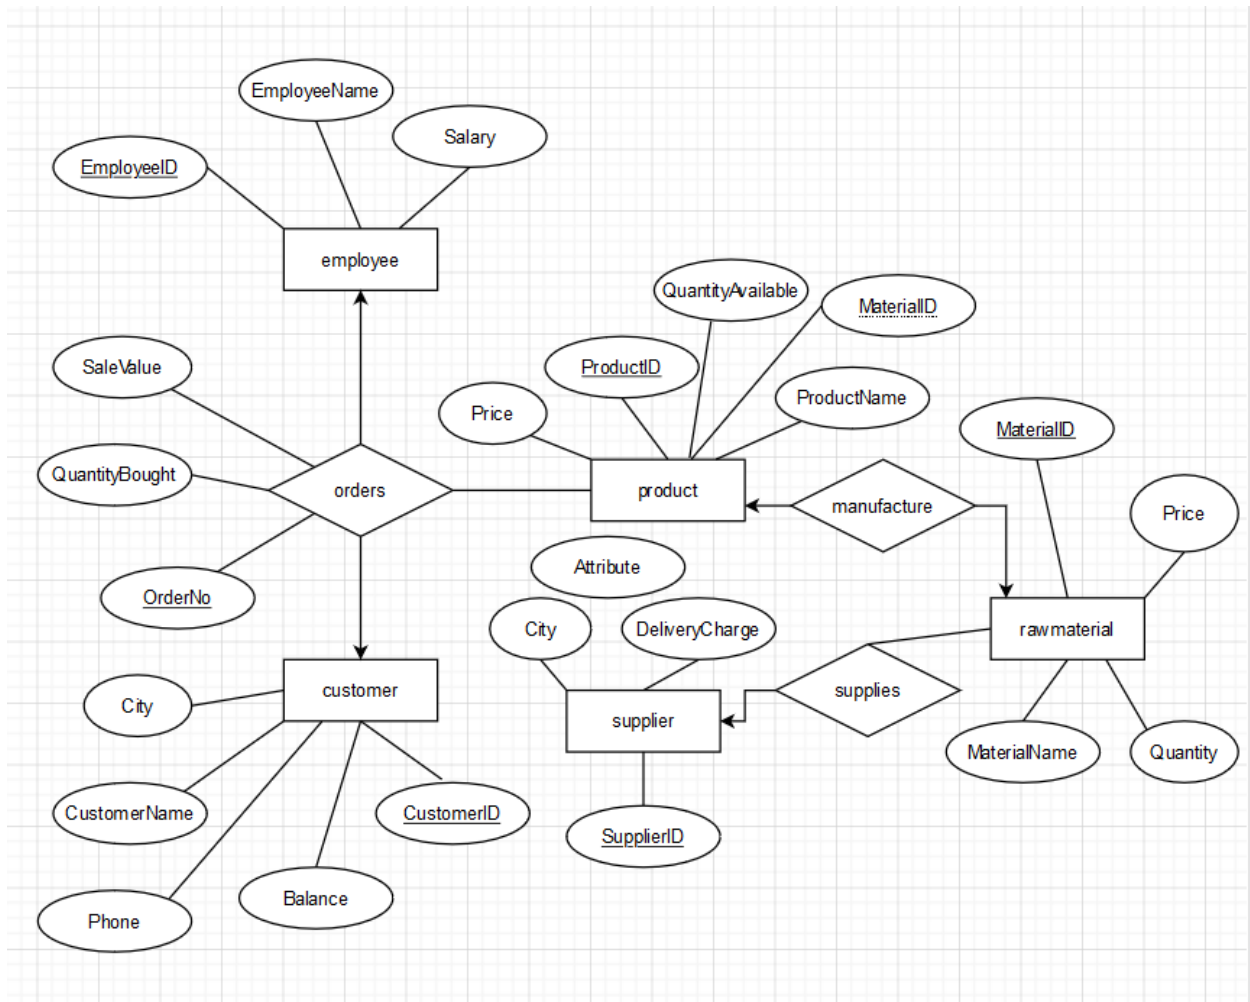 EmployeeName
Salary
EmployeeID
employee
QuantityAvailable
MaterialID
SaleValue
ProductID
ProductName
Price
MaterialID
QuantityBought
orders
product
manufacture
Price
Attribute
OrderNo
City
DeliveryCharge
rawmaterial
customer
supplies
City
supplier
MaterialName
Quantity
CustomerName
CustomerID
SupplierID
Balance
Phone